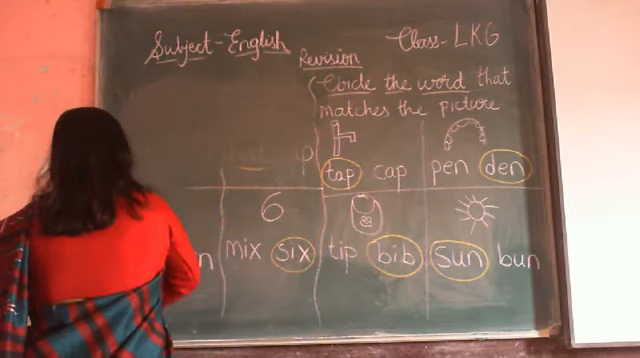 Subject-English
Class-LKG
Revision
Circle the word that
matches the picture
tap cap
pen den
6
mix six
tip bib
sun bun